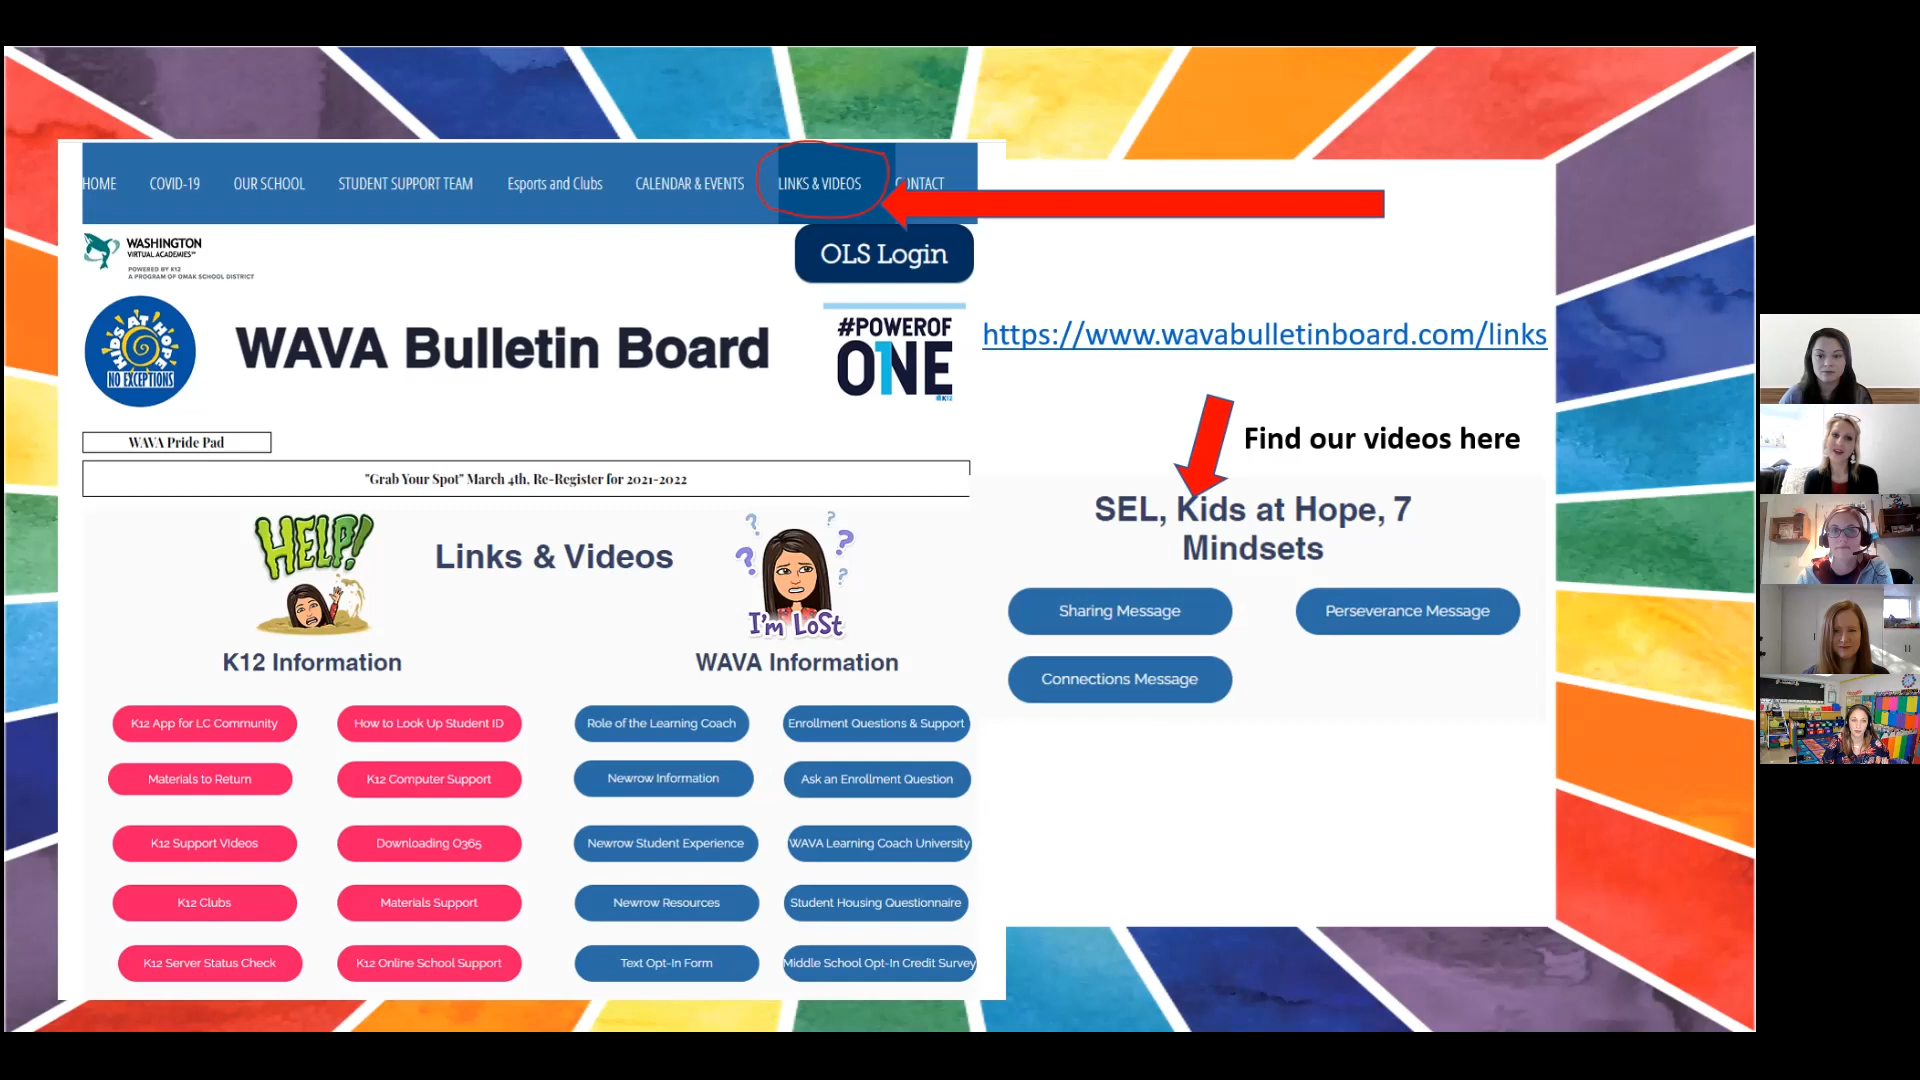 HOME COVID-19 OUR SCHOOL STUDENT SUPPORT TEAM Esports and Clubs CALENDAR & EVENTS LINKS & VIDEOS CONTACT
WASHINGTON
VIRTUAL ACADEMIES
POWERED BY K12
A PROGRAM OF OMAK SCHOOL DISTRICT
OLS Login
KIDS AT HOPE
NO EXCEPTIONS
WAVA Bulletin Board
#POWEROF
ONE
K12
https://www.wavabulletinboard.com/links
WAVA Pride Pad
"Grab Your Spot" March 4th, Re-Register for 2021-2022
Find our videos here
HELP!
Links & Videos
I'm LoSt
SEL, Kids at Hope, 7
Mindsets
Sharing Message
Perseverance Message
Connections Message
K12 Information
WAVA Information
K12 App for LC Community
How to Look Up Student ID
Role of the Learning Coach
Enrollment Questions & Support
Materials to Return
K12 Computer Support
Newrow Information
Ask an Enrollment Question
K12 Support Videos
Downloading O365
Newrow Student Experience
WAVA Learning Coach University
K12 Clubs
Materials Support
Newrow Resources
Student Housing Questionnaire
K12 Server Status Check
K12 Online School Support
Text Opt-In Form
Middle School Opt-In Credit Survey